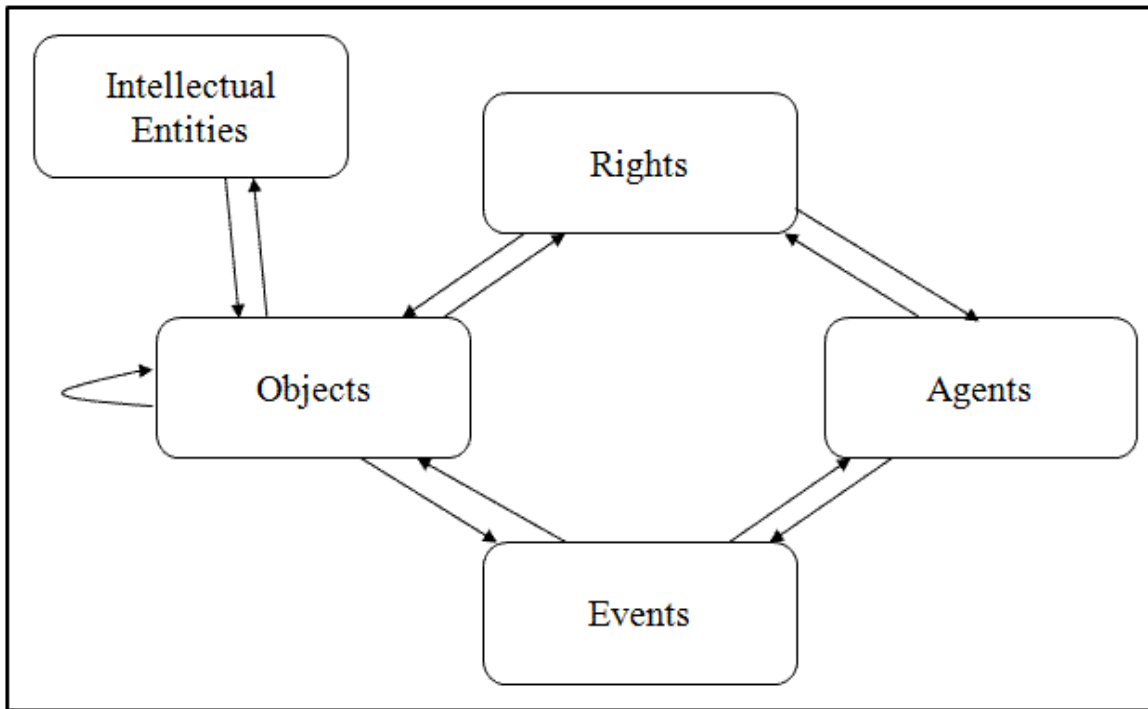 Intellectual
Entities
Rights
Objects
Agents
Events